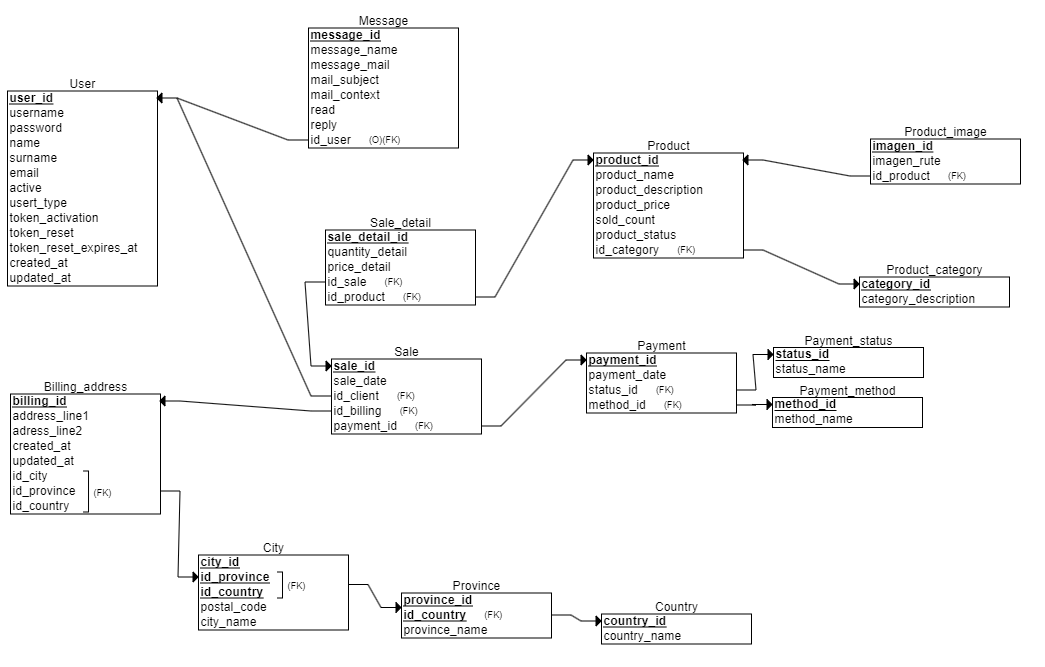 Message
message_id
message_name
message_mail
mail_subject
mail_context
read
reply
id_user (O)(FK)
User
user_id
username
password
name
surname
email
active
usert_type
token_activation
token_reset
token_reset_expires_at
created_at
updated_at
Product
product_id
product_name
product_description
product_price
sold_count
product_status
id_category (FK)
Product_image
imagen_id
imagen_rute
id_product (FK)
Sale_detail
sale_detail_id
quantity_detail
price_detail
id_sale (FK)
id_product (FK)
Product_category
category_id
category_description
Sale
sale_id
sale_date
id_client (FK)
id_billing (FK)
payment_id (FK)
Payment
payment_id
payment_date
status_id (FK)
method_id (FK)
Payment_status
status_id
status_name
Payment_method
method_id
method_name
Billing_address
billing_id
address_line1
adress_line2
created_at
updated_at
id_city
id_province (FK)
id_country
City
city_id
id_province (FK)
id_country
postal_code
city_name
Province
province_id
id_country (FK)
province_name
Country
country_id
country_name